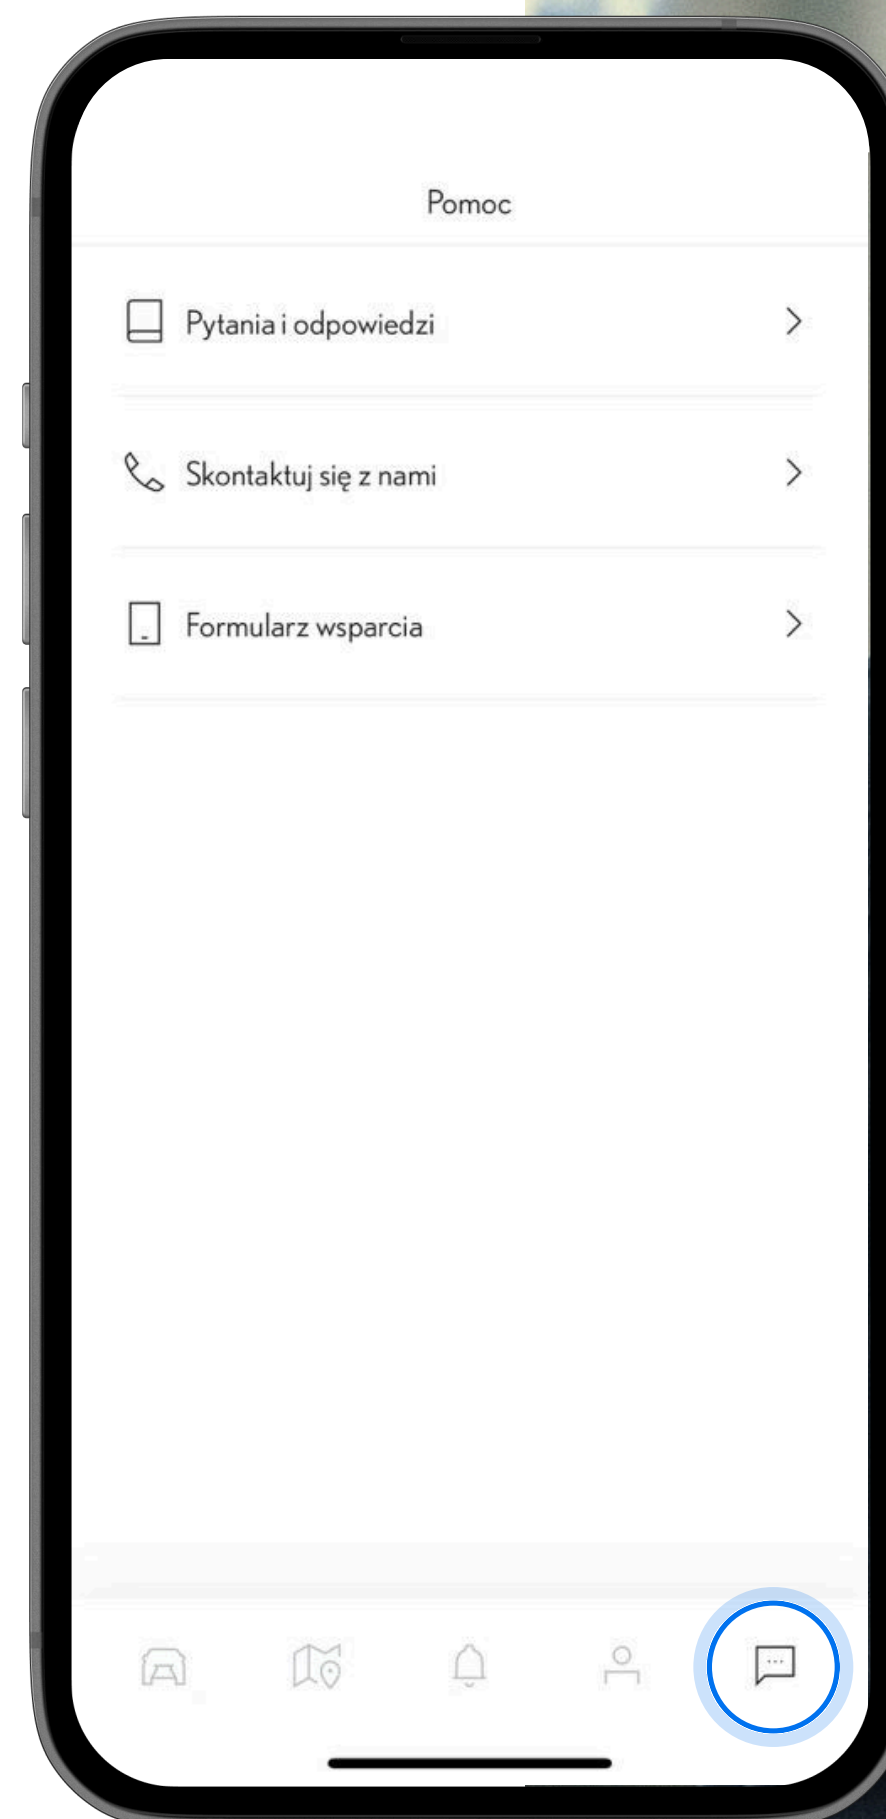 Pomoc
Pytania i odpowiedzi
Skontaktuj się z nami
Formularz wsparcia